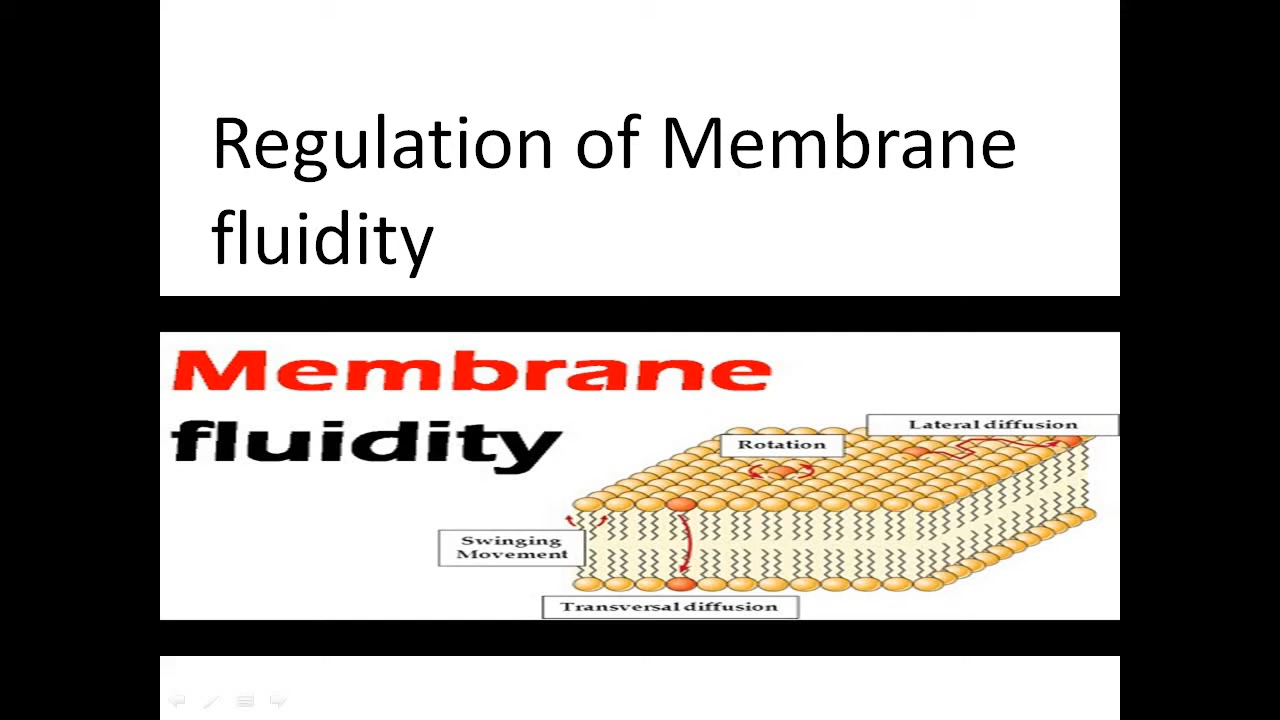 Regulation of Membrane
fluidity
Membrane
fluidity
Lateral diffusion
Rotation
Swinging
Movement
Transversal diffusion